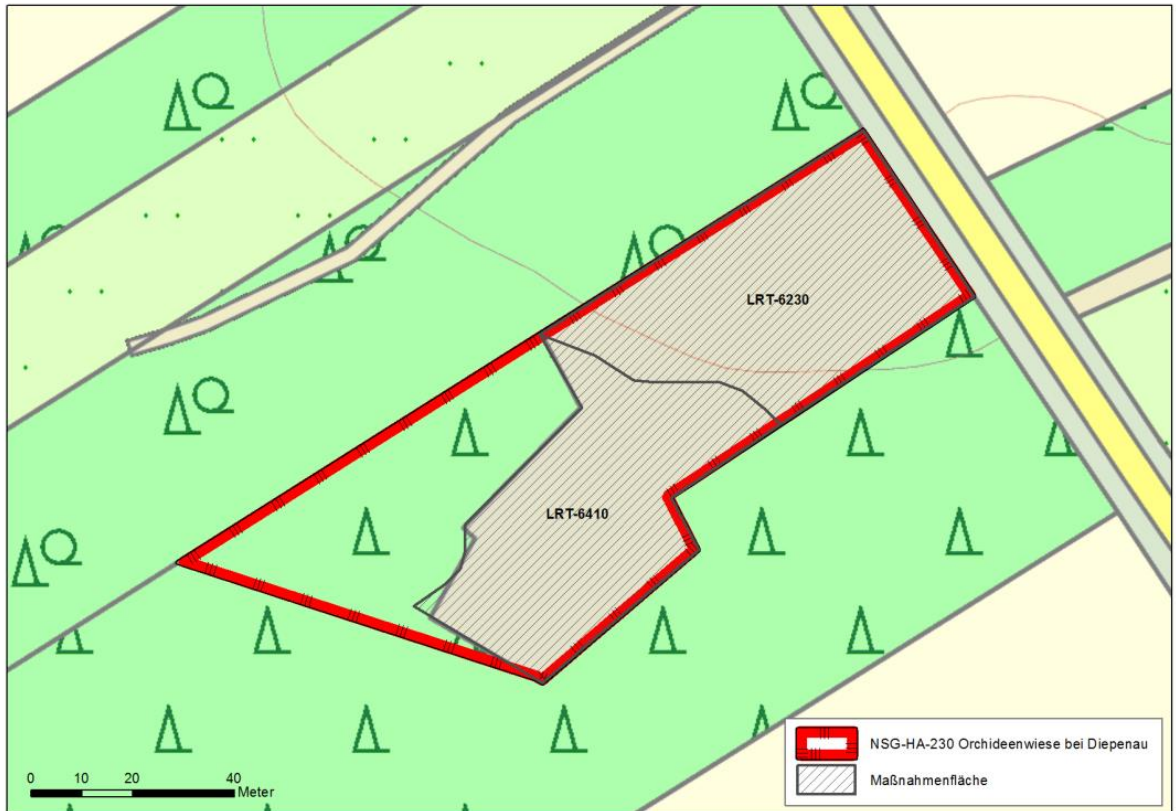 LRT-6230
LRT-6410
NSG-HA-230 Orchideenwiese bei Diepenau
Maßnahmenfläche
0 10 20 40
Meter